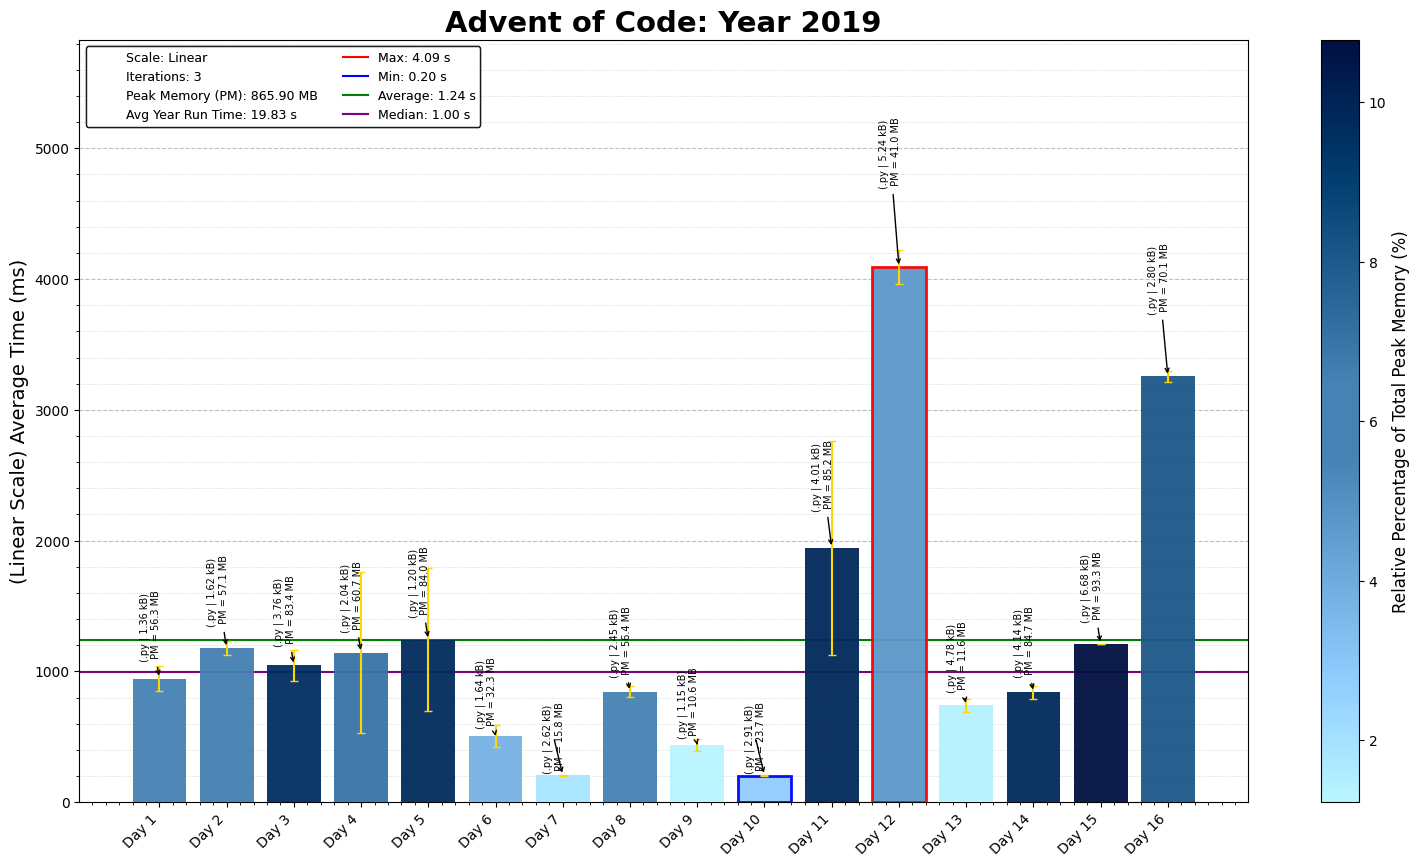 Advent of Code: Year 2019
Scale: Linear
Iterations: 3
Peak Memory (PM): 865.90 MB
Avg Year Run Time: 19.83 s
Max: 4.09 s
Min: 0.20 s
Average: 1.24 s
Median: 1.00 s
(Linear Scale) Average Time (ms)
5000
4000
3000
2000
1000
0
(.py | 1.36 kB)
PM = 56.3 MB
(.py | 1.62 kB)
PM = 57.1 MB
(.py | 3.76 kB)
PM = 83.4 MB
(.py | 2.04 kB)
PM = 60.7 MB
(.py | 1.20 kB)
PM = 84.0 MB
(.py | 1.64 kB)
PM = 32.3 MB
(.py | 2.62 kB)
PM = 15.8 MB
(.py | 2.45 kB)
PM = 56.4 MB
(.py | 1.15 kB)
PM = 10.6 MB
(.py | 2.91 kB)
PM = 23.7 MB
(.py | 4.01 kB)
PM = 85.2 MB
(.py | 5.24 kB)
PM = 41.0 MB
(.py | 4.78 kB)
PM = 11.6 MB
(.py | 4.14 kB)
PM = 84.7 MB
(.py | 6.68 kB)
PM = 93.3 MB
(.py | 2.80 kB)
PM = 70.1 MB
Day 1
Day 2
Day 3
Day 4
Day 5
Day 6
Day 7
Day 8
Day 9
Day 10
Day 11
Day 12
Day 13
Day 14
Day 15
Day 16
10
8
6
4
2
Relative Percentage of Total Peak Memory (%)